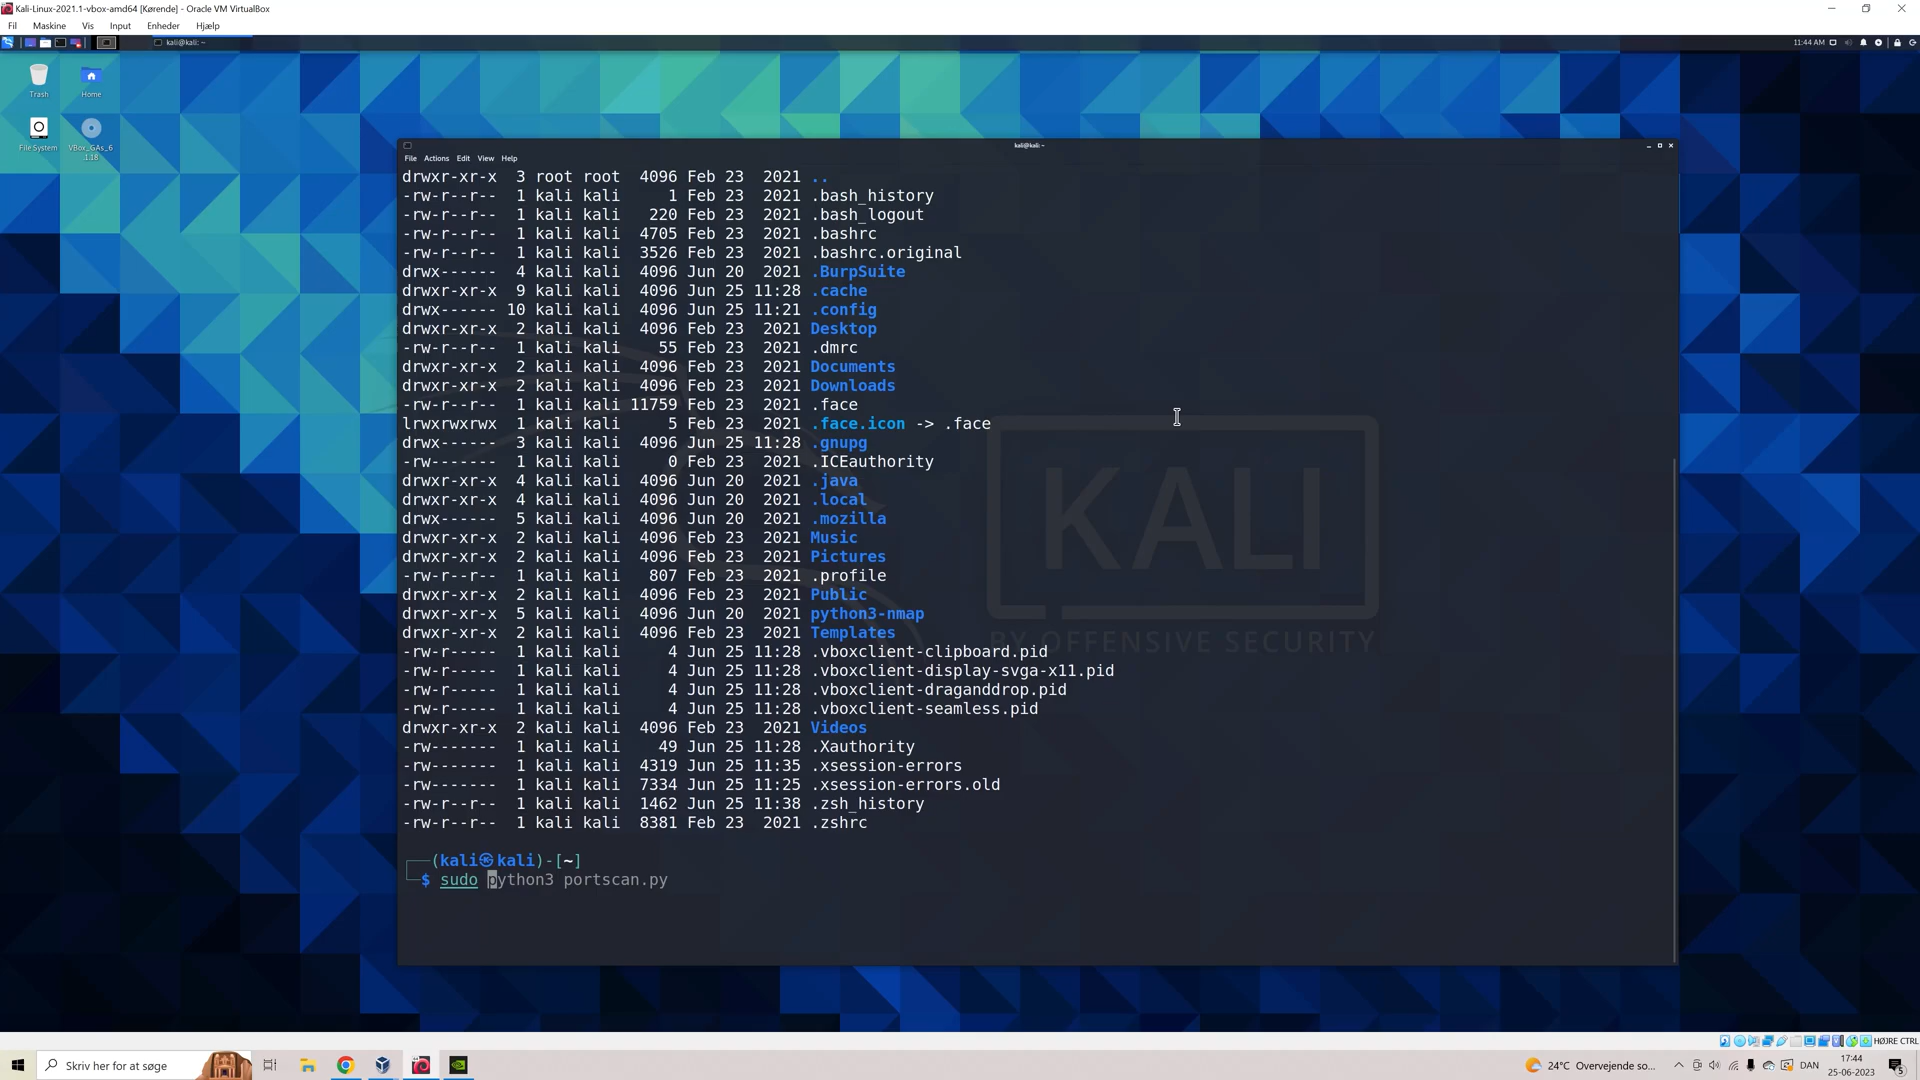 Kali-Linux-2021.1-vbox-amd64 [Kørende] - Oracle VM VirtualBox
Fil Maskine Vis Input Enheder Hjælp
kali@kali: ~
11:44 AM
Trash
Home
File System
VBox_GAs_6
.1.18
kali@kali: ~
File Actions Edit View Help
drwxr-xr-x 3 root root 4096 Feb 23 2021 ..
-rw-r--r-- 1 kali kali 1 Feb 23 2021 .bash_history
-rw-r--r-- 1 kali kali 220 Feb 23 2021 .bash_logout
-rw-r--r-- 1 kali kali 4705 Feb 23 2021 .bashrc
-rw-r--r-- 1 kali kali 3526 Feb 23 2021 .bashrc.original
drwx------ 4 kali kali 4096 Jun 20 2021 .BurpSuite
drwxr-xr-x 9 kali kali 4096 Jun 25 11:28 .cache
drwx------ 10 kali kali 4096 Jun 25 11:21 .config
drwxr-xr-x 2 kali kali 4096 Feb 23 2021 Desktop
-rw-r--r-- 1 kali kali 55 Feb 23 2021 .dmrc
drwxr-xr-x 2 kali kali 4096 Feb 23 2021 Documents
drwxr-xr-x 2 kali kali 4096 Feb 23 2021 Downloads
-rw-r--r-- 1 kali kali 11759 Feb 23 2021 .face
lrwxrwxrwx 1 kali kali 5 Feb 23 2021 .face.icon -> .face
drwx------ 3 kali kali 4096 Jun 25 11:28 .gnupg
-rw------- 1 kali kali 0 Feb 23 2021 .ICEauthority
drwxr-xr-x 4 kali kali 4096 Jun 20 2021 .java
drwxr-xr-x 4 kali kali 4096 Jun 20 2021 .local
drwx------ 5 kali kali 4096 Jun 20 2021 .mozilla
drwxr-xr-x 2 kali kali 4096 Feb 23 2021 Music
drwxr-xr-x 2 kali kali 4096 Feb 23 2021 Pictures
-rw-r--r-- 1 kali kali 807 Feb 23 2021 .profile
drwxr-xr-x 2 kali kali 4096 Feb 23 2021 Public
drwxr-xr-x 5 kali kali 4096 Jun 20 2021 python3-nmap
drwxr-xr-x 2 kali kali 4096 Feb 23 2021 Templates
-rw-r----- 1 kali kali 4 Jun 25 11:28 .vboxclient-clipboard.pid
-rw-r----- 1 kali kali 4 Jun 25 11:28 .vboxclient-display-svga-x11.pid
-rw-r----- 1 kali kali 4 Jun 25 11:28 .vboxclient-draganddrop.pid
-rw-r----- 1 kali kali 4 Jun 25 11:28 .vboxclient-seamless.pid
drwxr-xr-x 2 kali kali 4096 Feb 23 2021 Videos
-rw------- 1 kali kali 49 Jun 25 11:28 .Xauthority
-rw------- 1 kali kali 4319 Jun 25 11:35 .xsession-errors
-rw------- 1 kali kali 7334 Jun 25 11:25 .xsession-errors.old
-rw-r--r-- 1 kali kali 1462 Jun 25 11:38 .zsh_history
-rw-r--r-- 1 kali kali 8381 Feb 23 2021 .zshrc
(kali㉿kali)-[~]
$ sudo python3 portscan.py
KALI
BY OFFENSIVE SECURITY
HØJRE CTRL
Skriv her for at søge
24°C Overvejende so...
DAN
17:44
25-06-2023
5